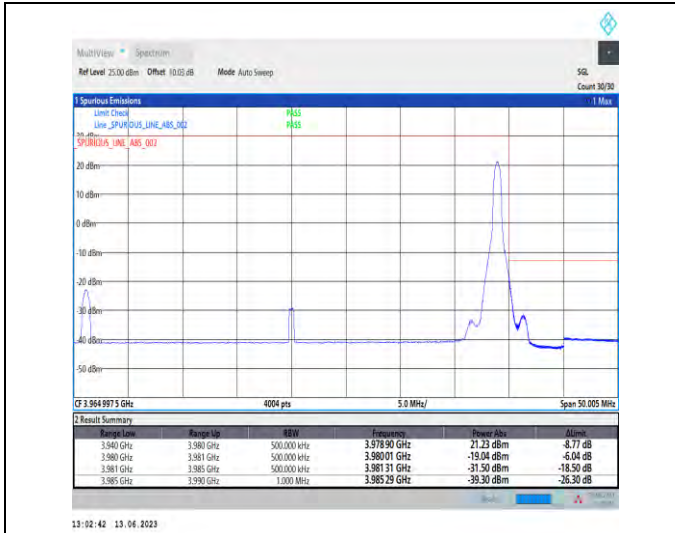 MultiView Spectrum
Ref Level 25.00 dBm Offset 10.05 dB Mode Auto Sweep SGL
Count 30/30
1 Spurious Emissions 1 Max
Limit Check PASS
Line _SPURIOUS_LINE_ABS_002 PASS
30 dBm
_SPURIOUS_LINE_ABS_002
20 dBm
10 dBm
0 dBm
-10 dBm
-20 dBm
-30 dBm
-40 dBm
-50 dBm
CF 3.964 997 5 GHz 4004 pts 5.0 MHz/ Span 50.005 MHz
2 Result Summary
Range Low Range Up RBW Frequency Power Abs ΔLimit
3.940 GHz 3.980 GHz 500.000 kHz 3.978 90 GHz 21.23 dBm -8.77 dB
3.980 GHz 3.981 GHz 500.000 kHz 3.980 01 GHz -19.04 dBm -6.04 dB
3.981 GHz 3.985 GHz 500.000 kHz 3.981 31 GHz -31.50 dBm -18.50 dB
3.985 GHz 3.990 GHz 1.000 MHz 3.985 29 GHz -39.30 dBm -26.30 dB
13:02:42 13.06.2023